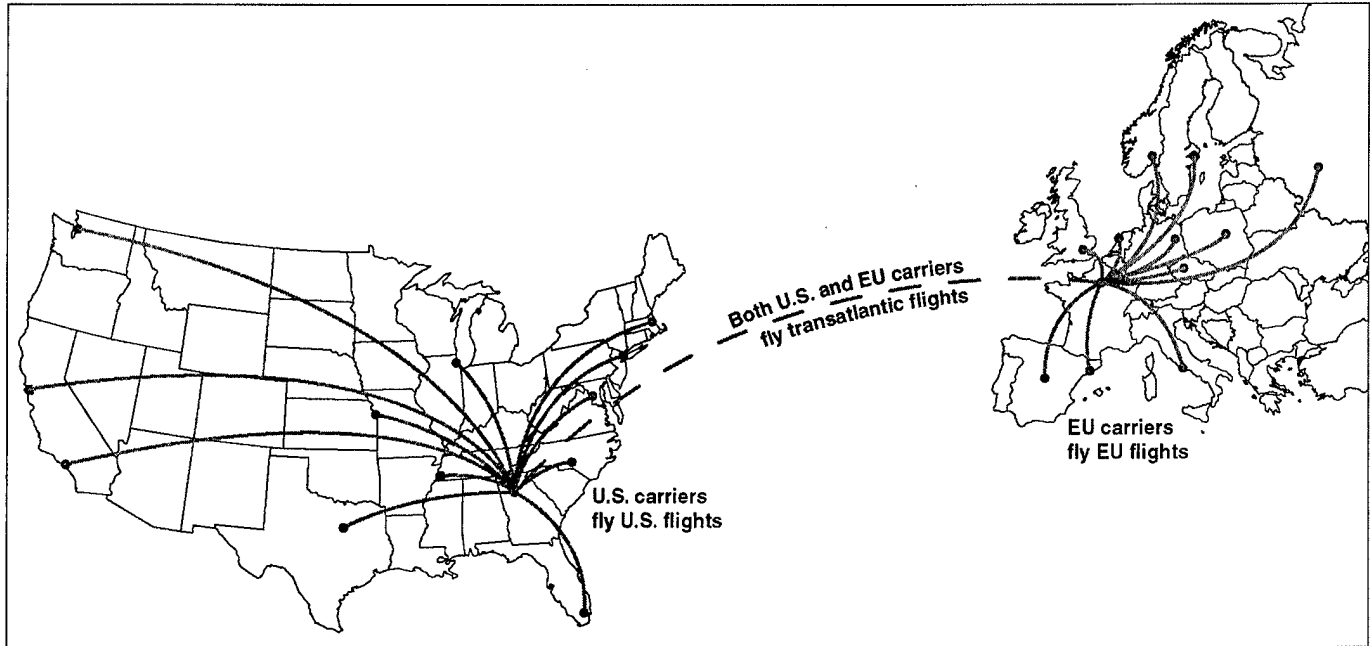 Both U.S. and EU carriers
fly transatlantic flights
EU carriers
fly EU flights
U.S. carriers
fly U.S. flights